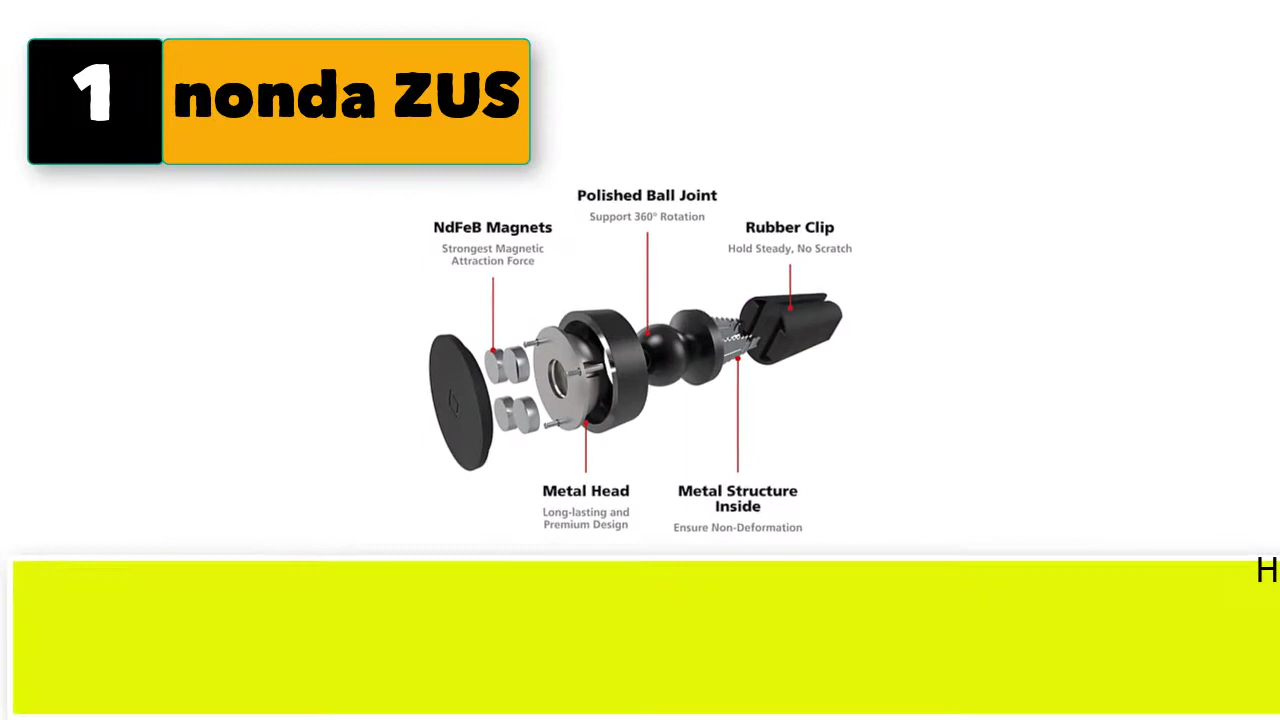 1 nonda ZUS
Polished Ball Joint
Support 360° Rotation
NdFeB Magnets
Strongest Magnetic
Attraction Force
Rubber Clip
Hold Steady, No Scratch
Metal Head
Long-lasting and
Premium Design
Metal Structure
Inside
Ensure Non-Deformation
H